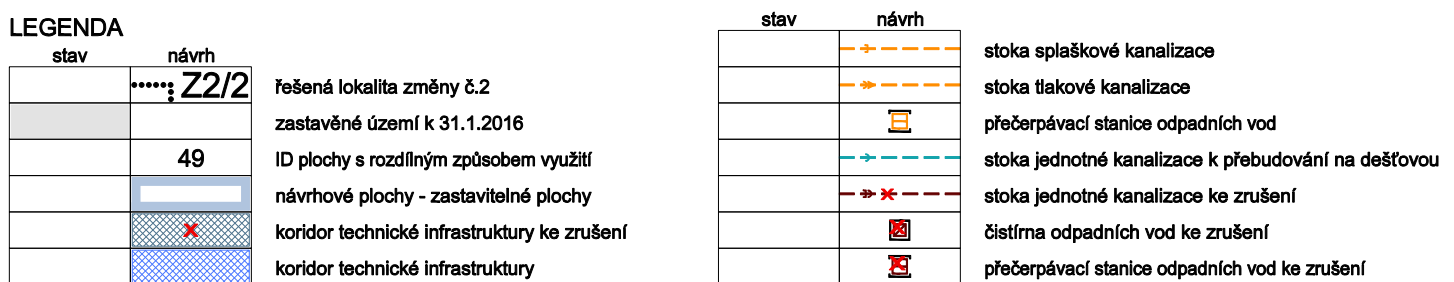 LEGENDA
stav návrh
Z2/2 řešená lokalita změny č.2
zastavěné území k 31.1.2016
49 ID plochy s rozdílným způsobem využití
návrhové plochy - zastavitelné plochy
koridor technické infrastruktury ke zrušení
koridor technické infrastruktury
stav návrh
stoka splaškové kanalizace
stoka tlakové kanalizace
přečerpávací stanice odpadních vod
stoka jednotné kanalizace k přebudování na dešťovou
stoka jednotné kanalizace ke zrušení
čistírna odpadních vod ke zrušení
přečerpávací stanice odpadních vod ke zrušení